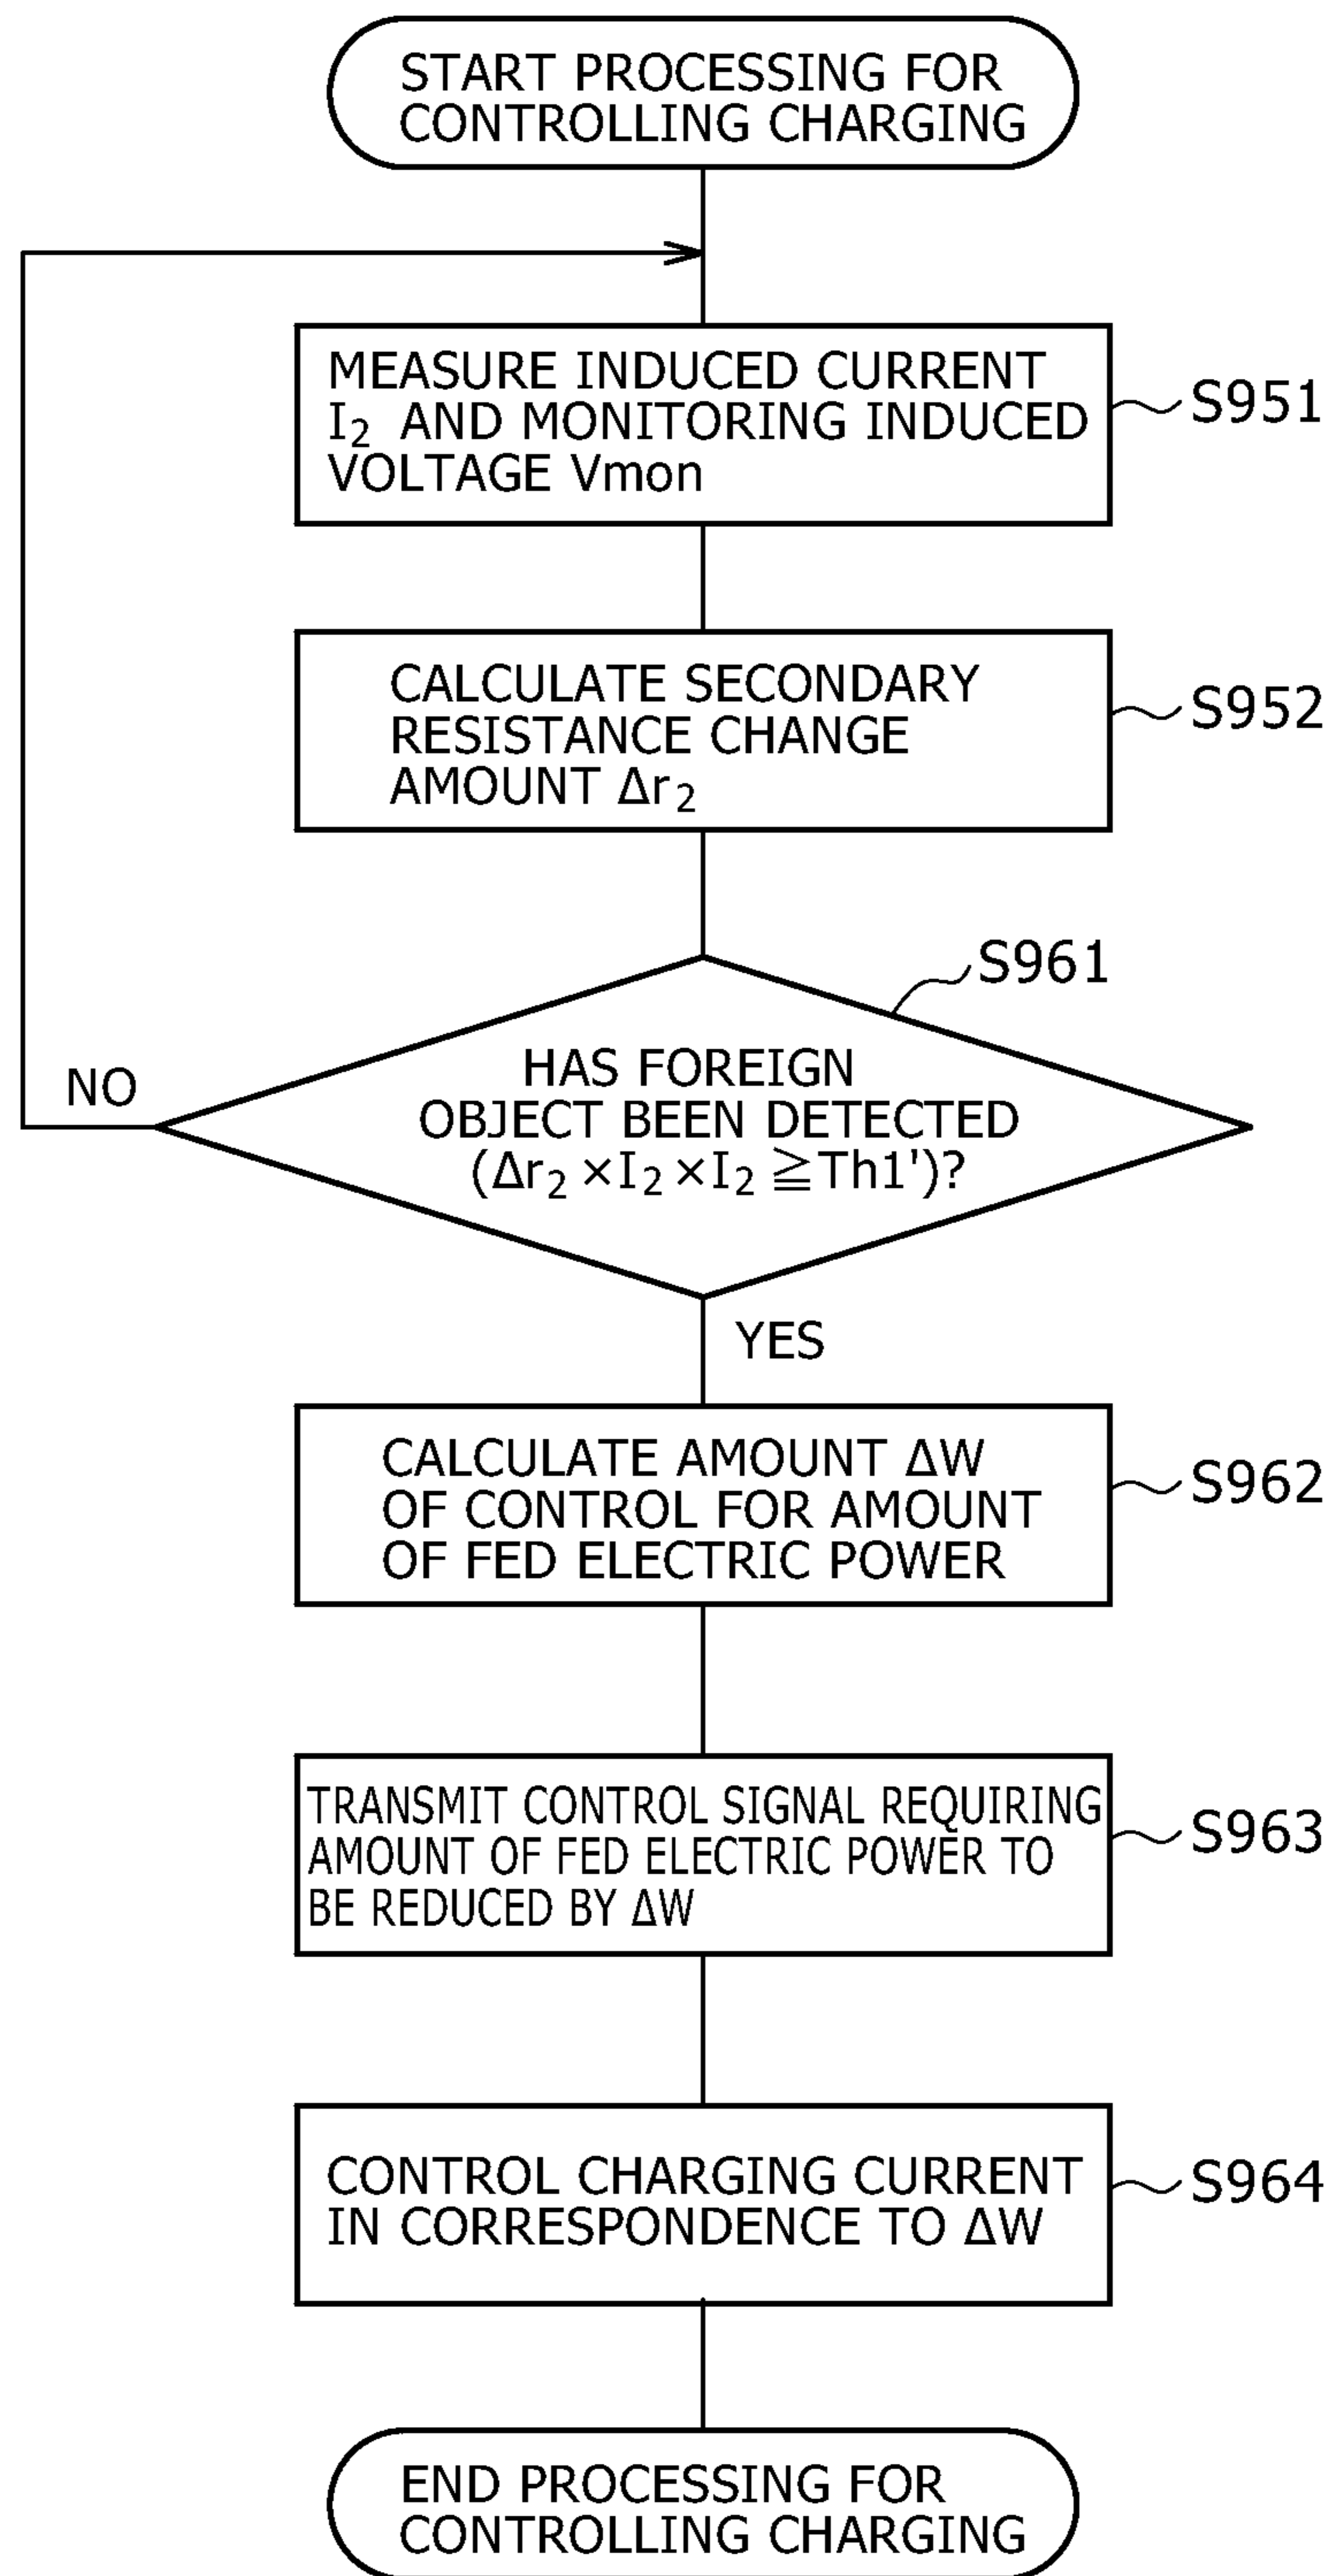 START PROCESSING FOR
CONTROLLING CHARGING
MEASURE INDUCED CURRENT
I₂ AND MONITORING INDUCED
VOLTAGE Vmon
S951
CALCULATE SECONDARY
RESISTANCE CHANGE
AMOUNT Δr₂
S952
S961
HAS FOREIGN
OBJECT BEEN DETECTED
(Δr₂ ×I₂ ×I₂ ≧Th1')?
NO
YES
CALCULATE AMOUNT ΔW
OF CONTROL FOR AMOUNT
OF FED ELECTRIC POWER
S962
TRANSMIT CONTROL SIGNAL REQUIRING
AMOUNT OF FED ELECTRIC POWER TO
BE REDUCED BY ΔW
S963
CONTROL CHARGING CURRENT
IN CORRESPONDENCE TO ΔW
S964
END PROCESSING FOR
CONTROLLING CHARGING